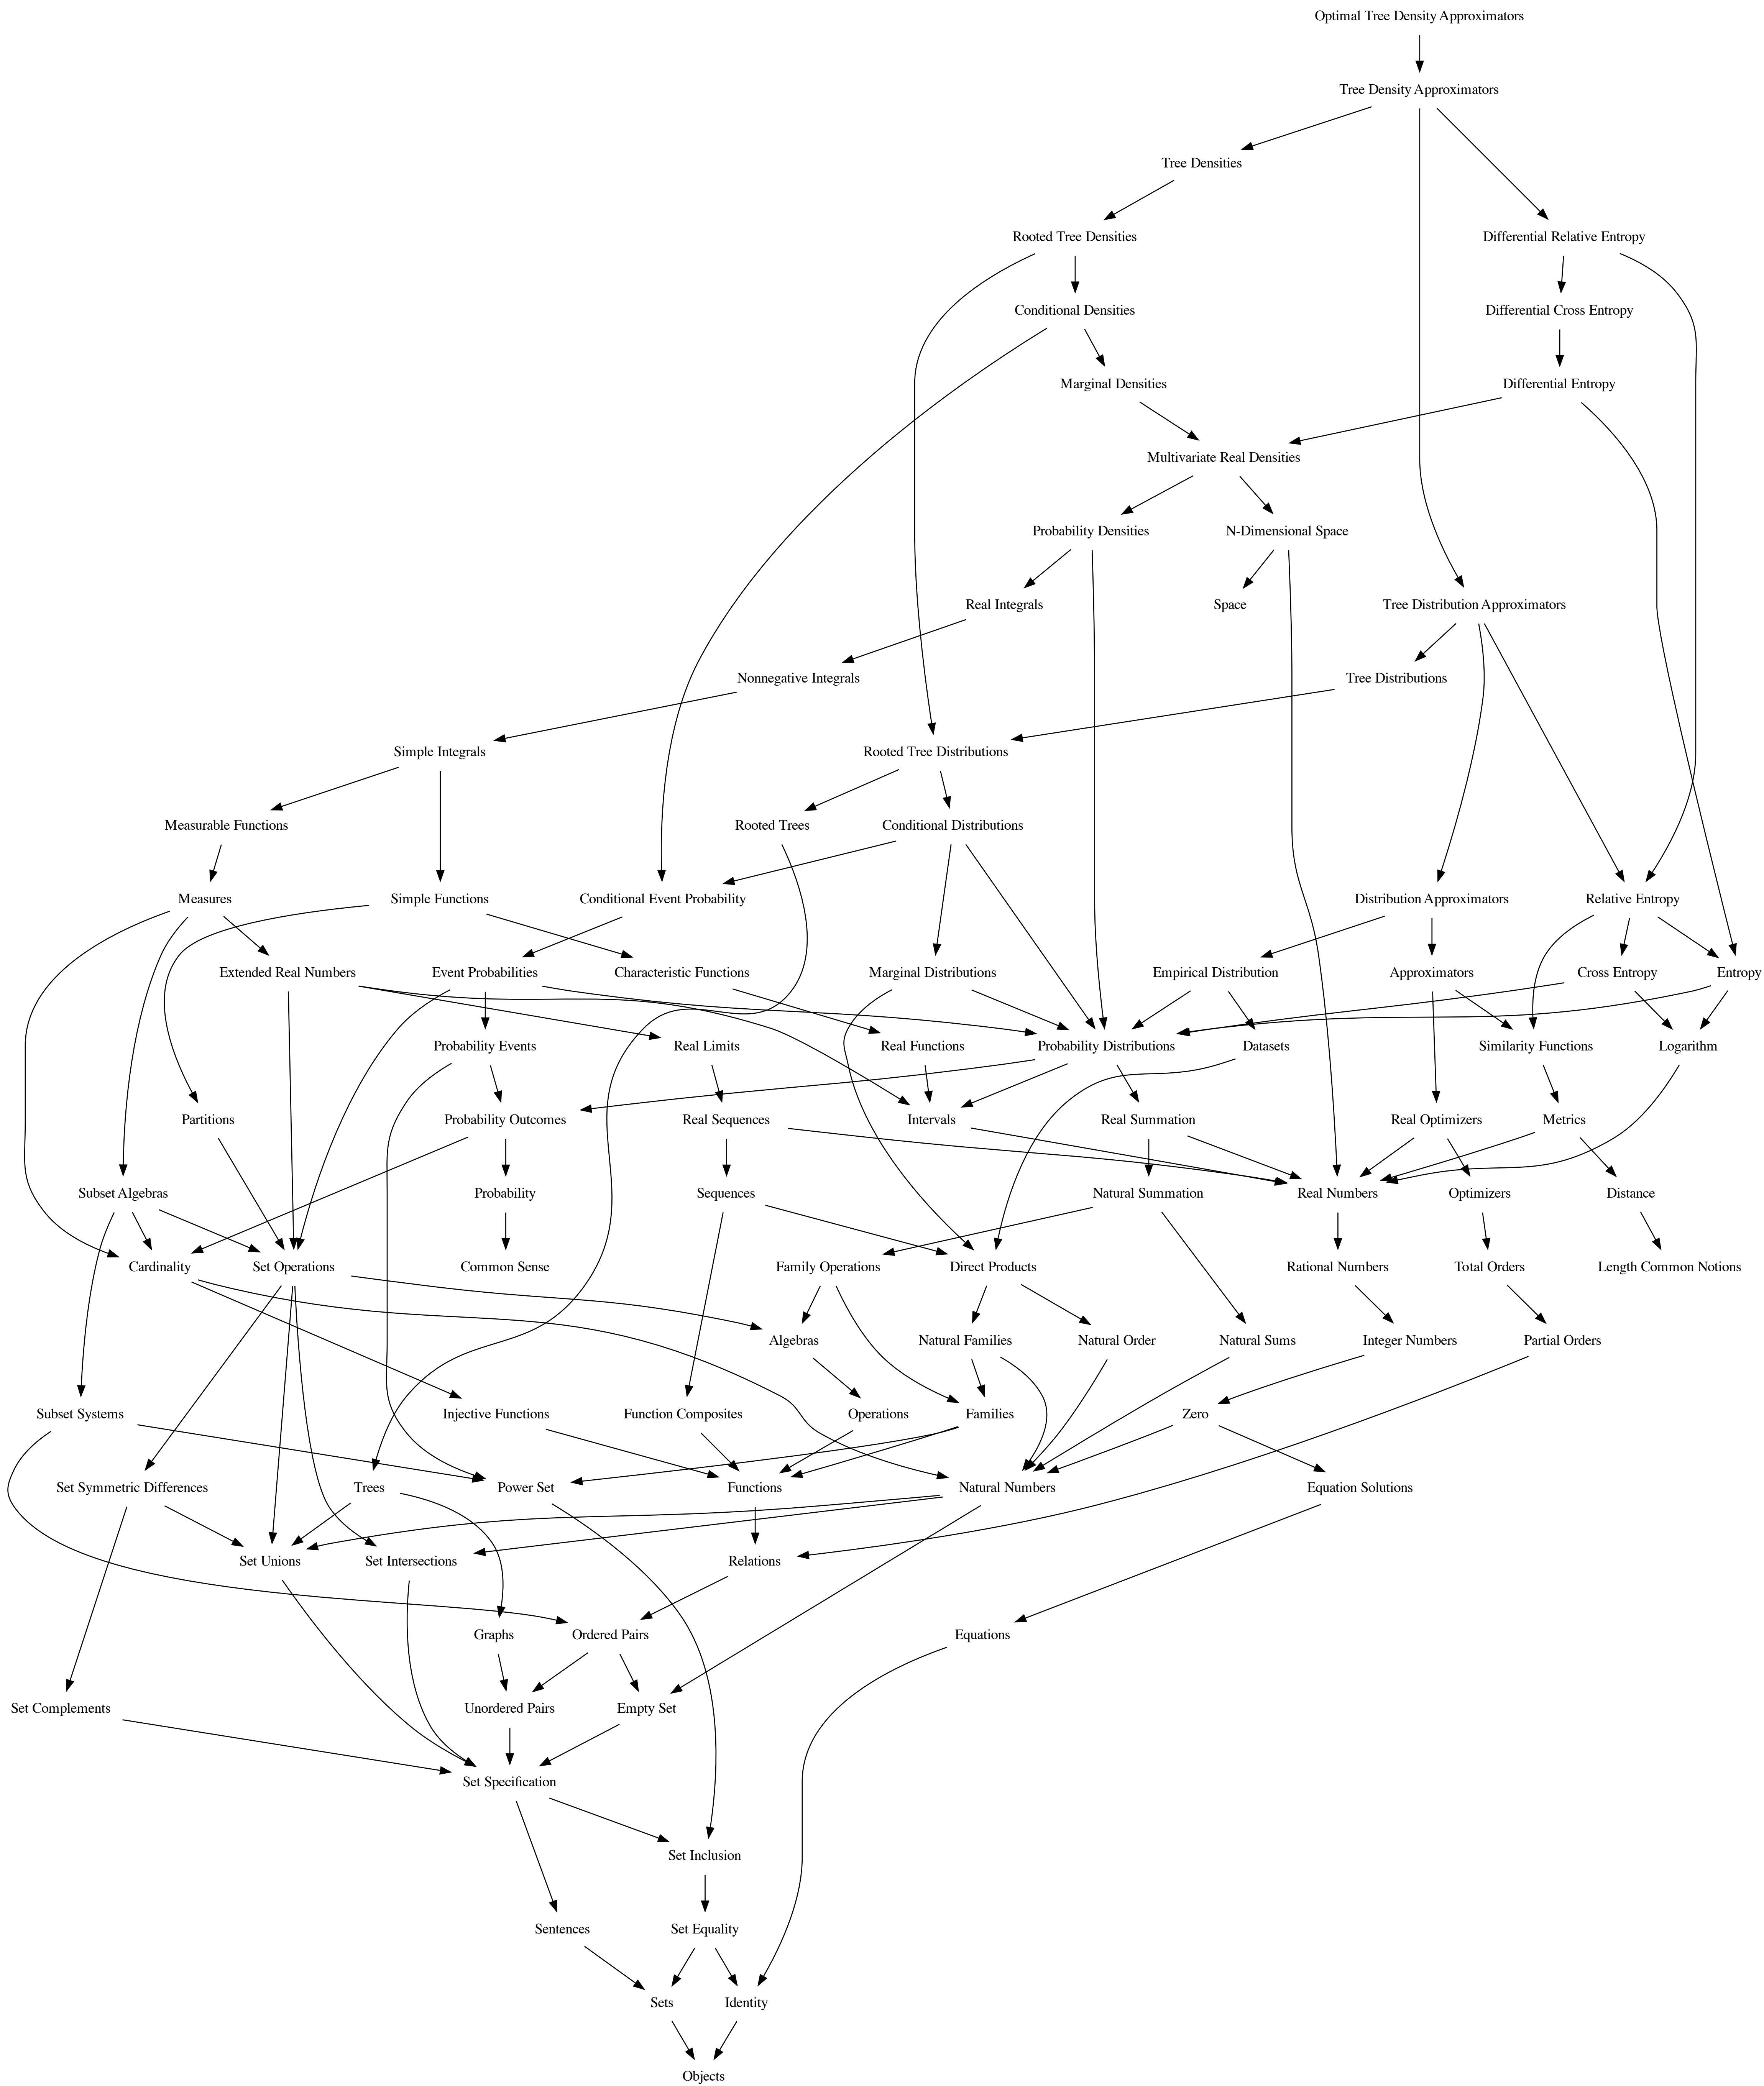 Optimal Tree Density Approximators
Tree Density Approximators
Tree Densities
Rooted Tree Densities
Differential Relative Entropy
Conditional Densities
Differential Cross Entropy
Marginal Densities
Differential Entropy
Multivariate Real Densities
Probability Densities
N-Dimensional Space
Real Integrals
Space
Tree Distribution Approximators
Nonnegative Integrals
Tree Distributions
Simple Integrals
Rooted Tree Distributions
Measurable Functions
Rooted Trees
Conditional Distributions
Measures
Simple Functions
Conditional Event Probability
Distribution Approximators
Relative Entropy
Extended Real Numbers
Event Probabilities
Characteristic Functions
Marginal Distributions
Empirical Distribution
Approximators
Cross Entropy
Entropy
Probability Events
Real Limits
Real Functions
Probability Distributions
Datasets
Similarity Functions
Logarithm
Partitions
Probability Outcomes
Real Sequences
Intervals
Real Summation
Real Optimizers
Metrics
Subset Algebras
Probability
Sequences
Natural Summation
Real Numbers
Optimizers
Distance
Cardinality
Set Operations
Common Sense
Family Operations
Direct Products
Rational Numbers
Total Orders
Length Common Notions
Algebras
Natural Families
Natural Order
Natural Sums
Integer Numbers
Partial Orders
Subset Systems
Injective Functions
Function Composites
Operations
Families
Zero
Set Symmetric Differences
Trees
Power Set
Functions
Natural Numbers
Equation Solutions
Set Unions
Set Intersections
Relations
Graphs
Ordered Pairs
Equations
Set Complements
Unordered Pairs
Empty Set
Set Specification
Set Inclusion
Sentences
Set Equality
Sets
Identity
Objects